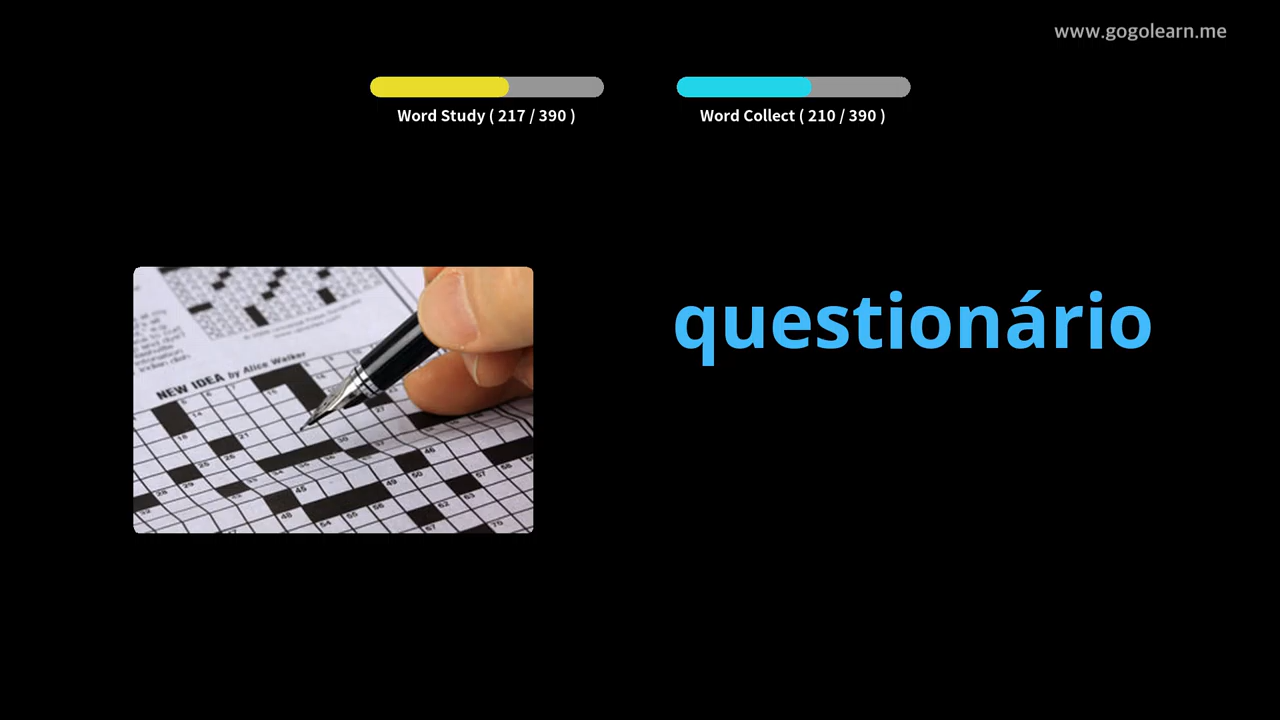 www.gogolearn.me
Word Study ( 217 / 390 )
Word Collect ( 210 / 390 )
questionário
NEW IDEA by Alice Walker